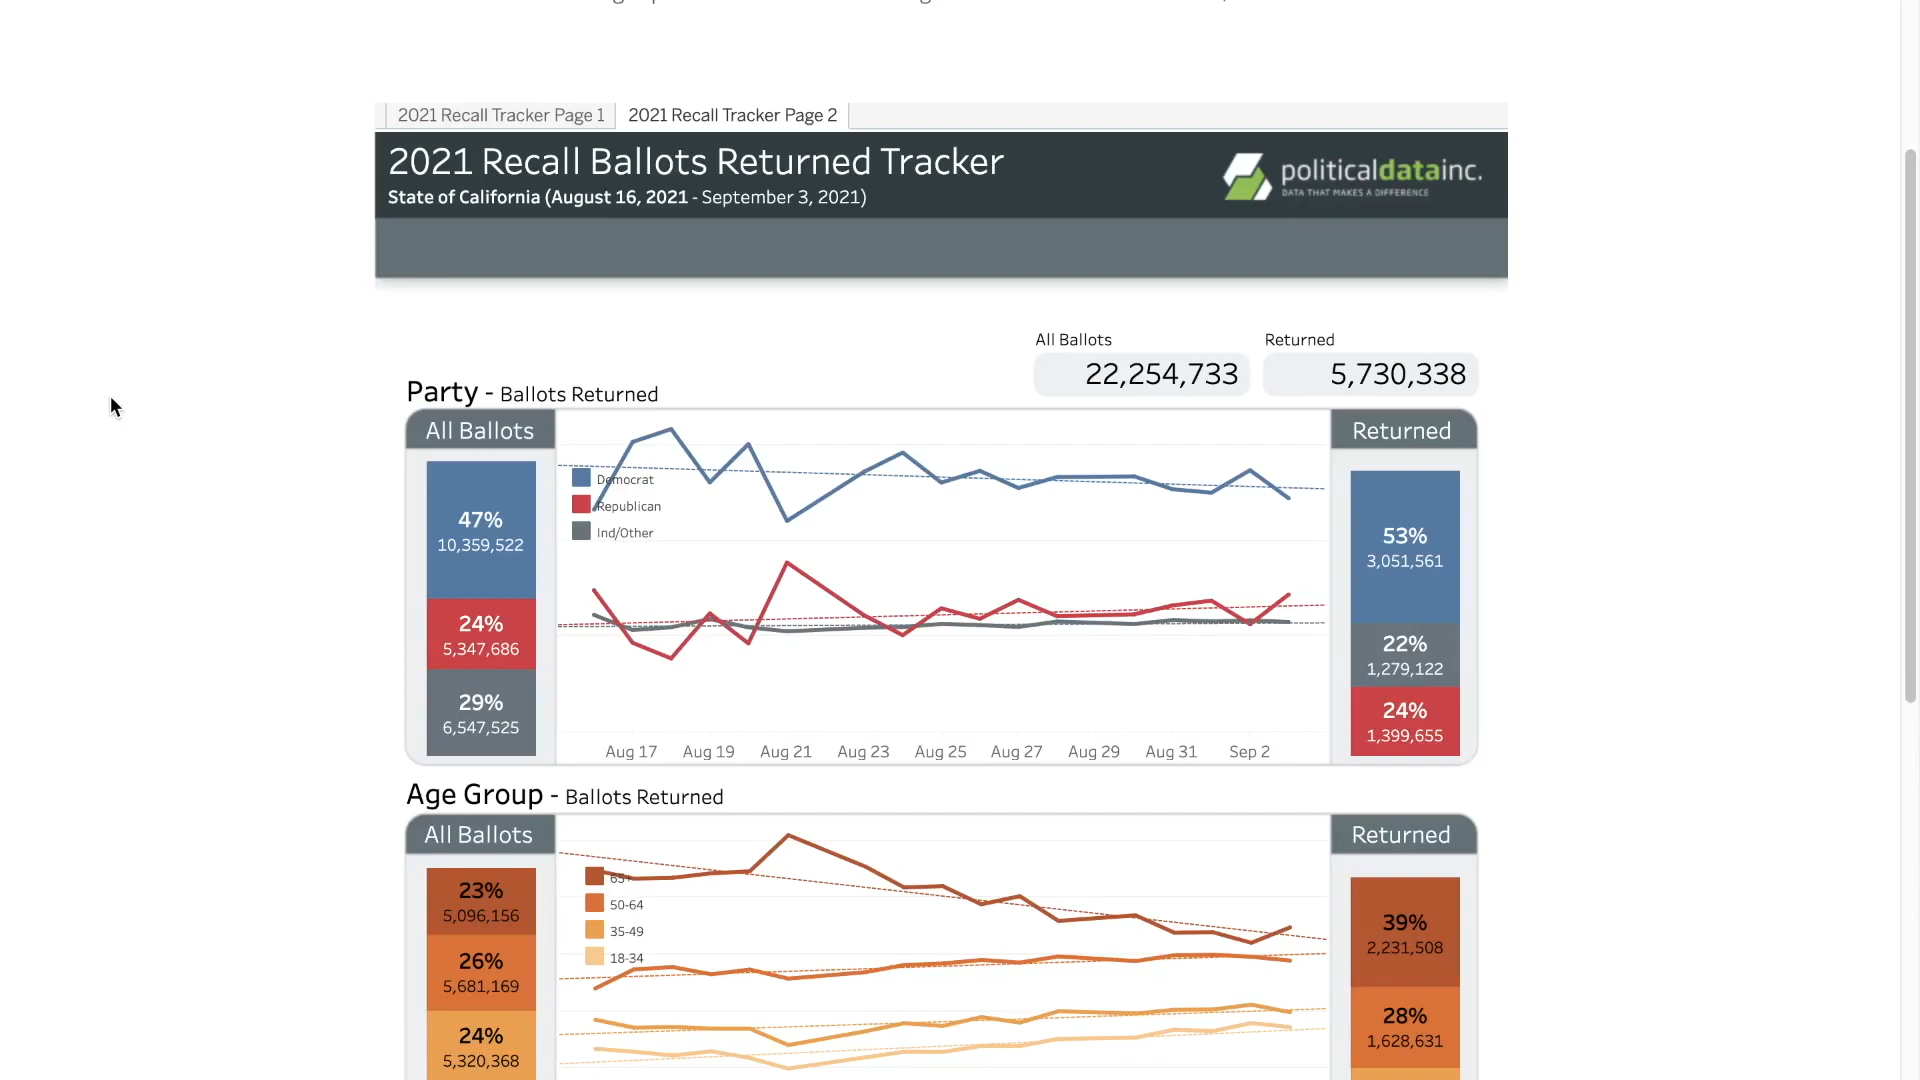 2021 Recall Tracker Page 1
2021 Recall Tracker Page 2
2021 Recall Ballots Returned Tracker
State of California (August 16, 2021 - September 3, 2021)
politicaldatainc.
DATA THAT MAKES A DIFFERENCE
All Ballots
22,254,733
Returned
5,730,338
Party - Ballots Returned
All Ballots
47%
10,359,522
24%
5,347,686
29%
6,547,525
Democrat
Republican
Ind/Other
Aug 17 Aug 19 Aug 21 Aug 23 Aug 25 Aug 27 Aug 29 Aug 31 Sep 2
Returned
53%
3,051,561
22%
1,279,122
24%
1,399,655
Age Group - Ballots Returned
All Ballots
23%
5,096,156
26%
5,681,169
24%
5,320,368
65+
50-64
35-49
18-34
Returned
39%
2,231,508
28%
1,628,631